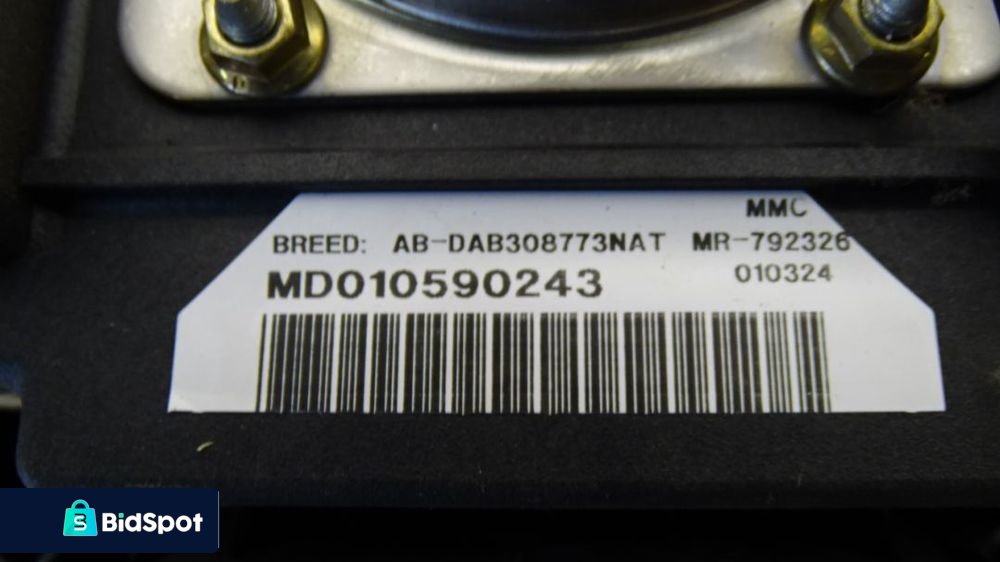 MMC
BREED: AB-DAB308773NAT MR-792326
MD010590243 010324
BidSpot